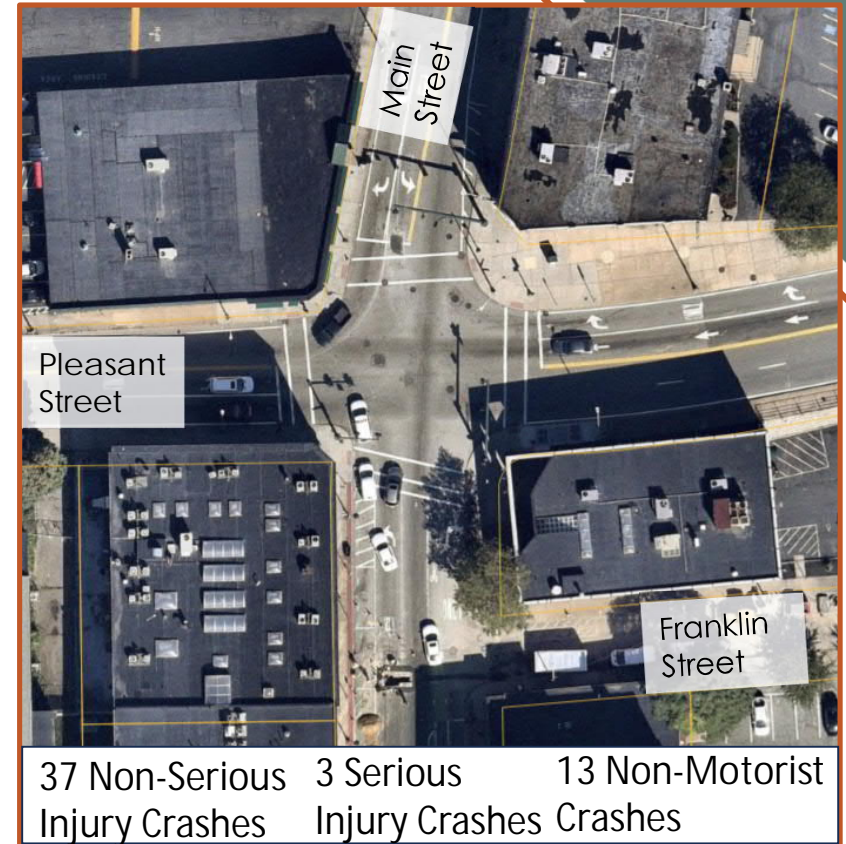 Main
Street
Pleasant
Street
Franklin
Street
37 Non-Serious
Injury Crashes
3 Serious
Injury Crashes
13 Non-Motorist
Crashes